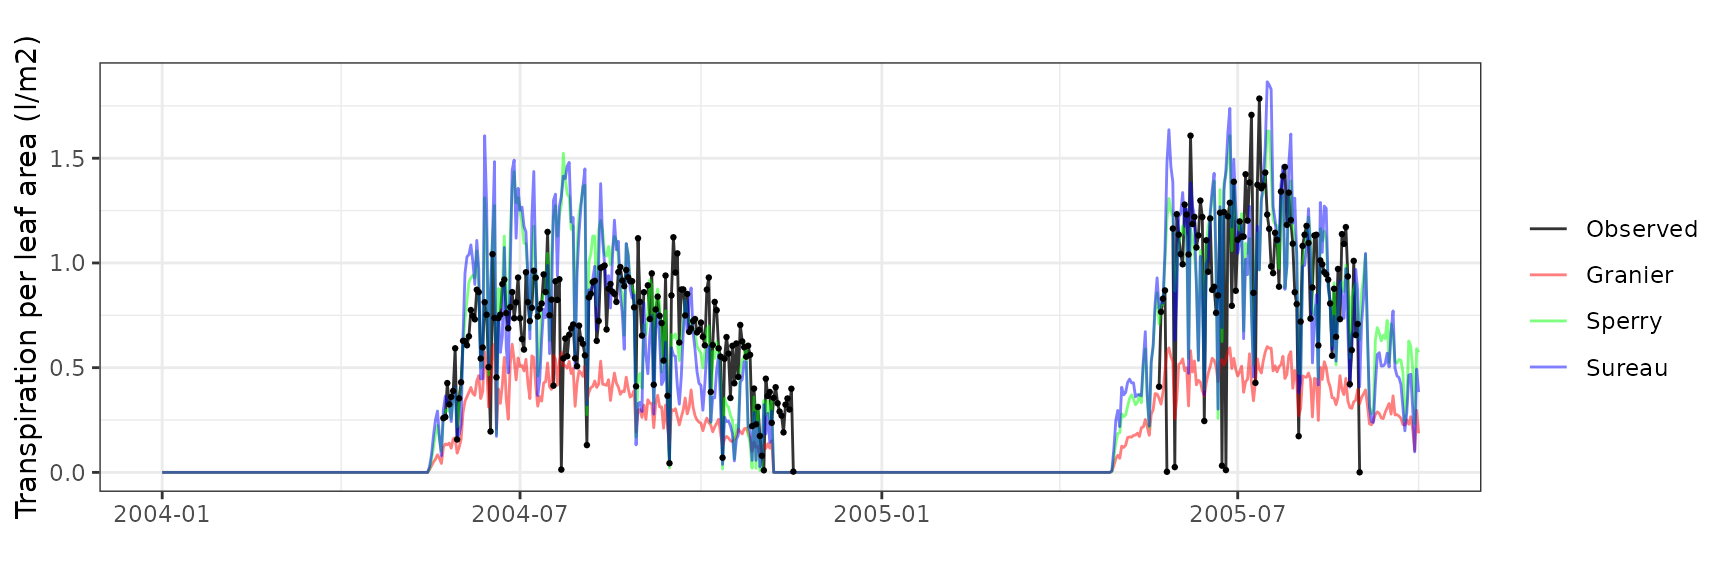 Transpiration per leaf area (l/m2)
1.5
1.0
0.5
0.0
2004-01
2004-07
2005-01
2005-07
Observed
Granier
Sperry
Sureau